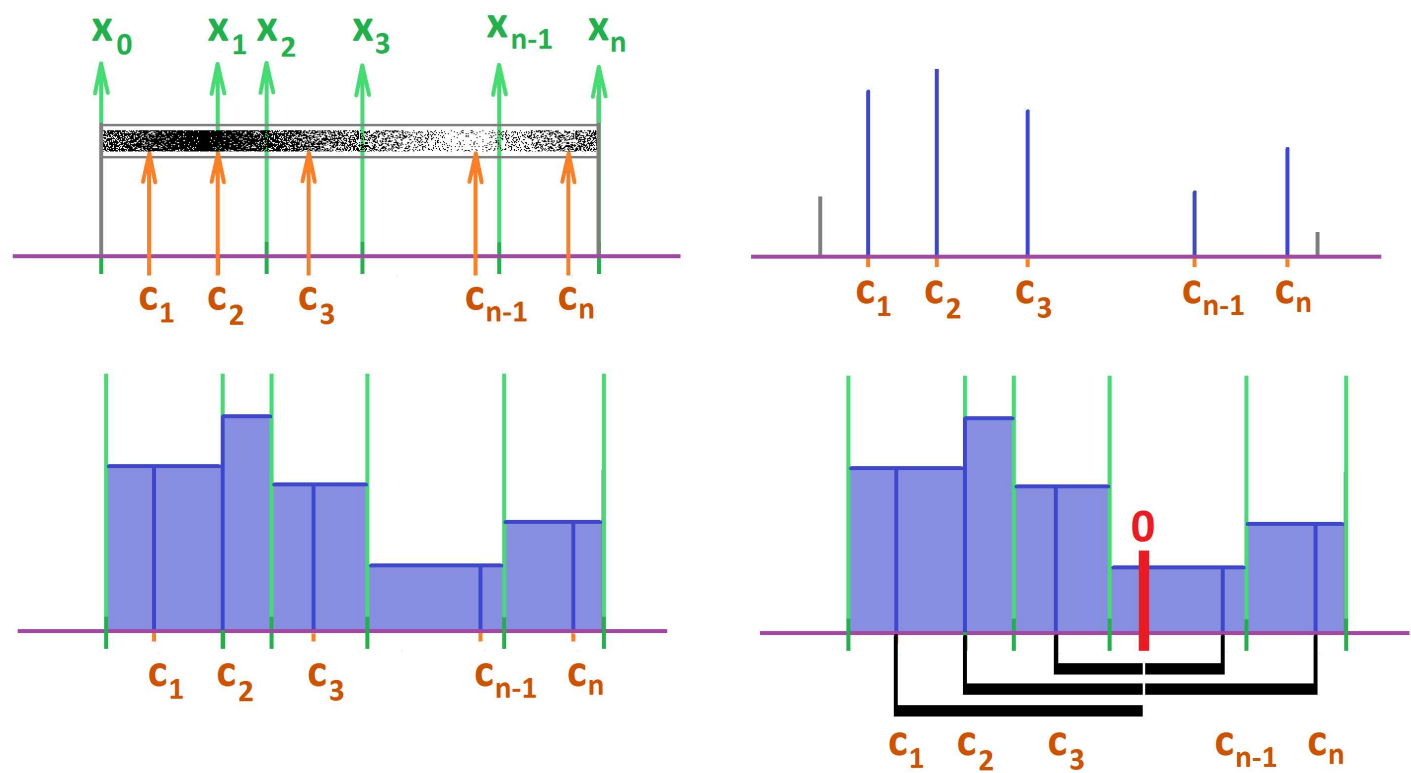 x₀ x₁ x₂ x₃ xₙ₋₁ xₙ
c₁ c₂ c₃ cₙ₋₁ cₙ
c₁ c₂ c₃ cₙ₋₁ cₙ
c₁ c₂ c₃ cₙ₋₁ cₙ
0
c₁ c₂ c₃ cₙ₋₁ cₙ